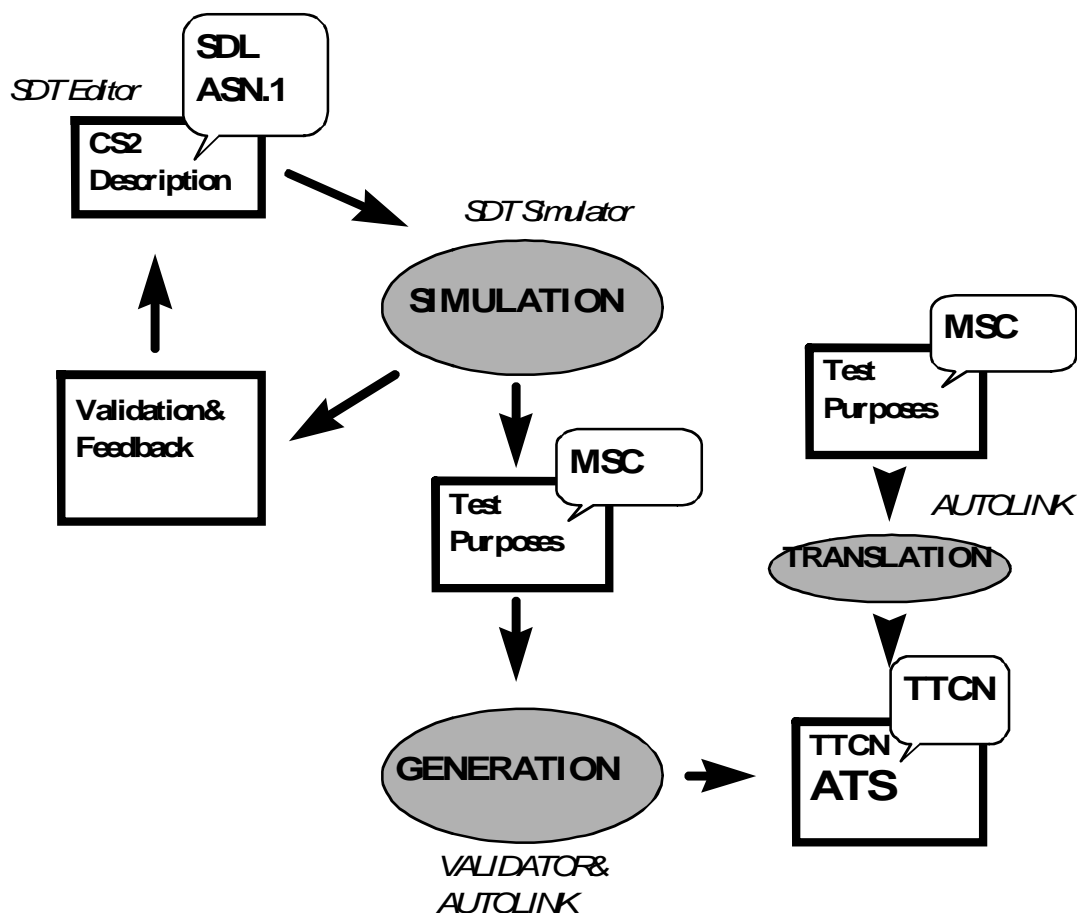 SDL
ASN.1
SDT Editor
CS2
Description
SDT Simulator
SIMULATION
MSC
Test
Purposes
Validation&
Feedback
MSC
Test
Purposes
AUTOLINK
TRANSLATION
TTCN
TTCN
ATS
GENERATION
VALIDATOR&
AUTOLINK